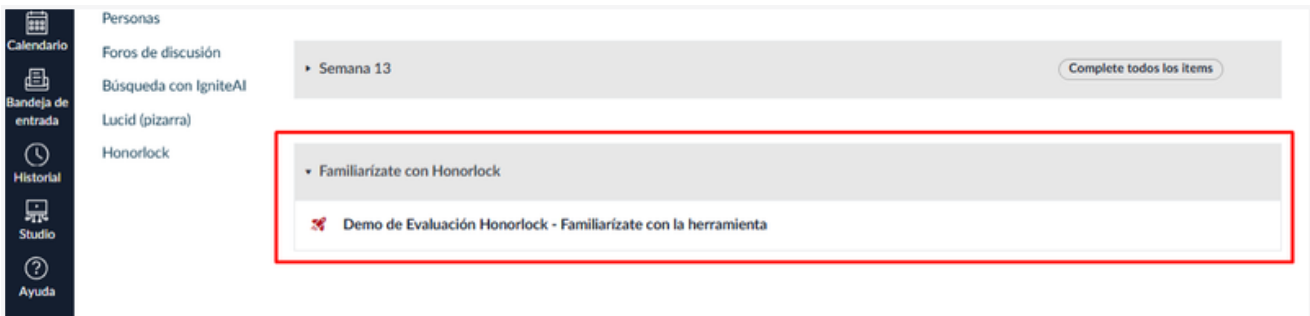 Calendario
Bandeja de
entrada
Historial
Studio
Ayuda
Personas
Foros de discusión
Búsqueda con IgniteAI
Lucid (pizarra)
Honorlock
Semana 13
Complete todos los ítems
Familiarízate con Honorlock
Demo de Evaluación Honorlock - Familiarízate con la herramienta